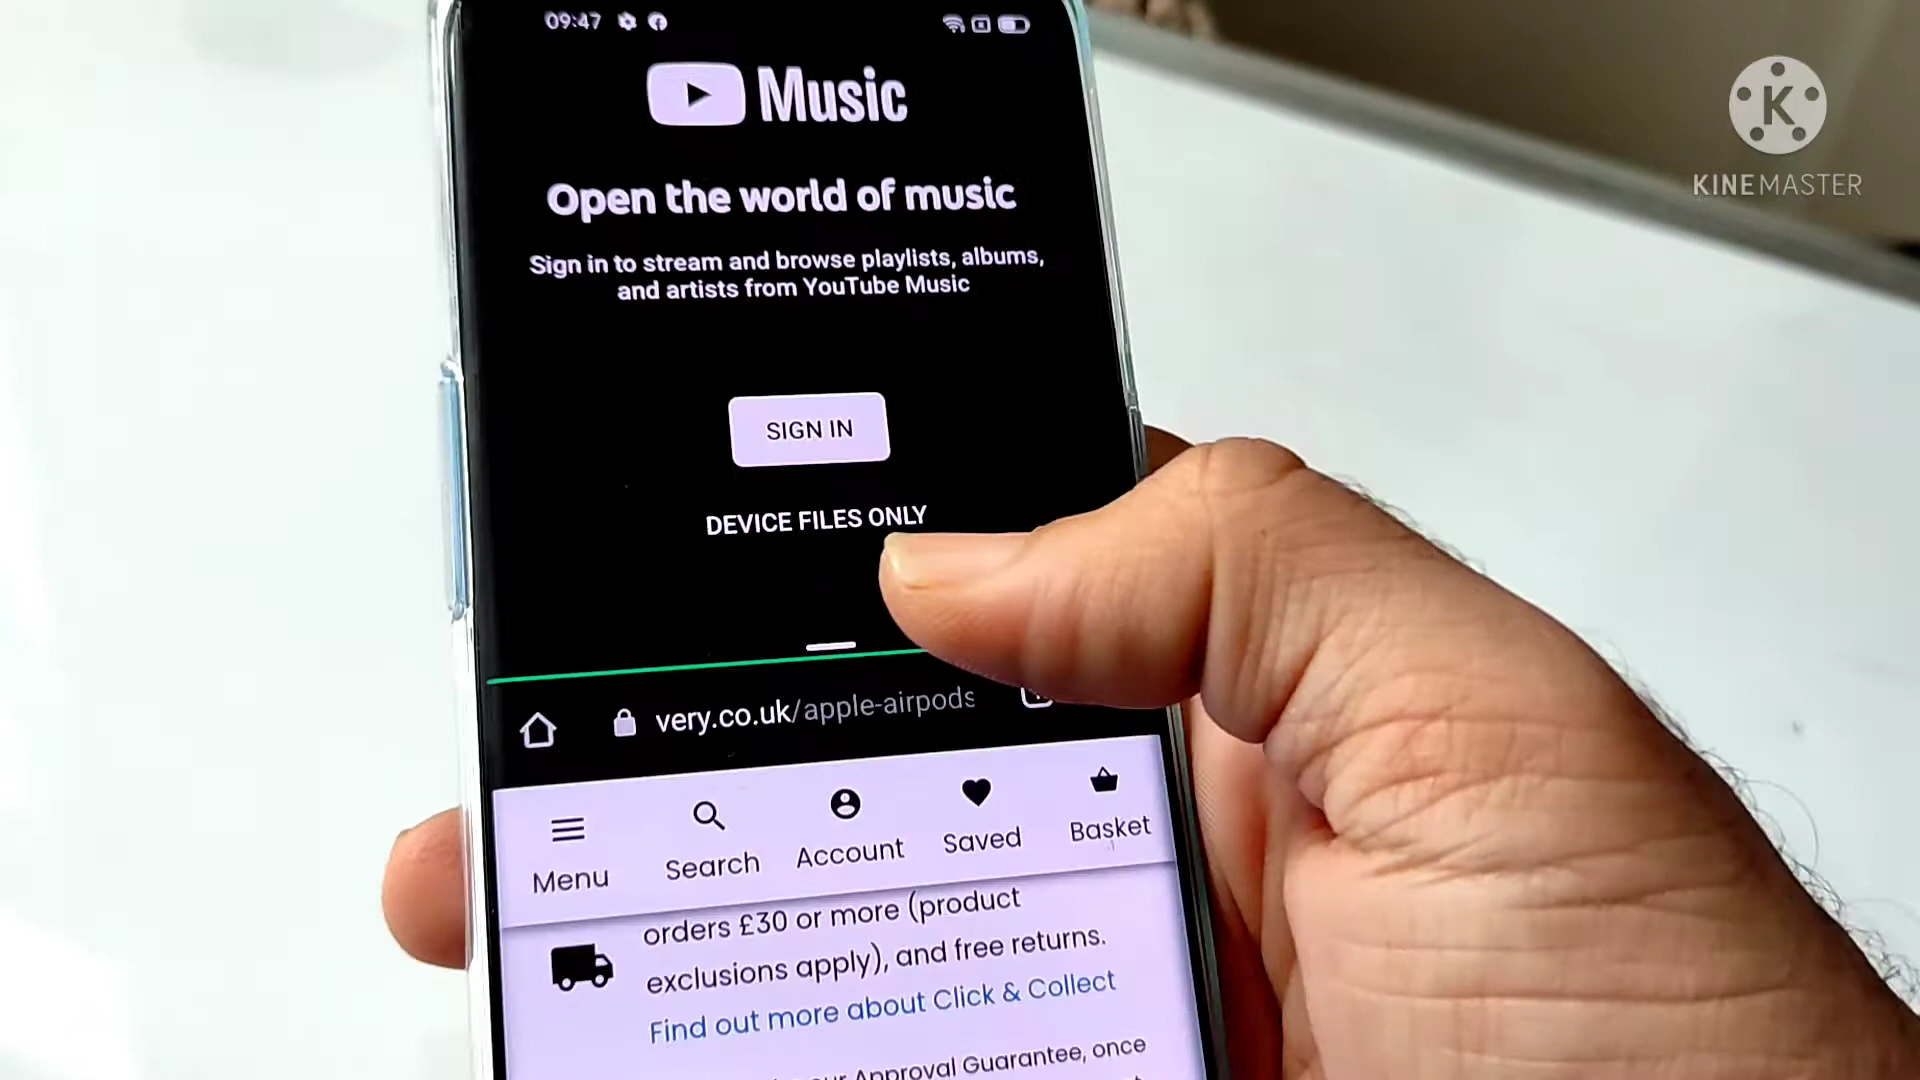 09:47
Music
Open the world of music
Sign in to stream and browse playlists, albums,
and artists from YouTube Music
SIGN IN
DEVICE FILES ONLY
very.co.uk/apple-airpods
Menu
Search
Account
Saved
Basket
orders £30 or more (product
exclusions apply), and free returns.
Find out more about Click & Collect
Approval Guarantee, once
K
KINEMASTER